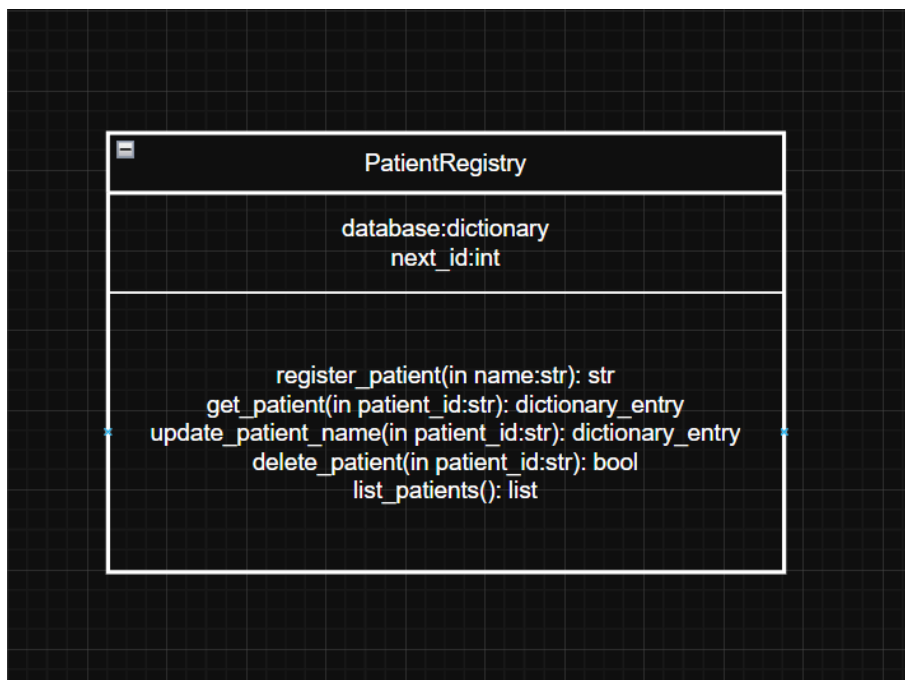 PatientRegistry
database:dictionary
next_id:int
register_patient(in name:str): str
get_patient(in patient_id:str): dictionary_entry
update_patient_name(in patient_id:str): dictionary_entry
delete_patient(in patient_id:str): bool
list_patients(): list